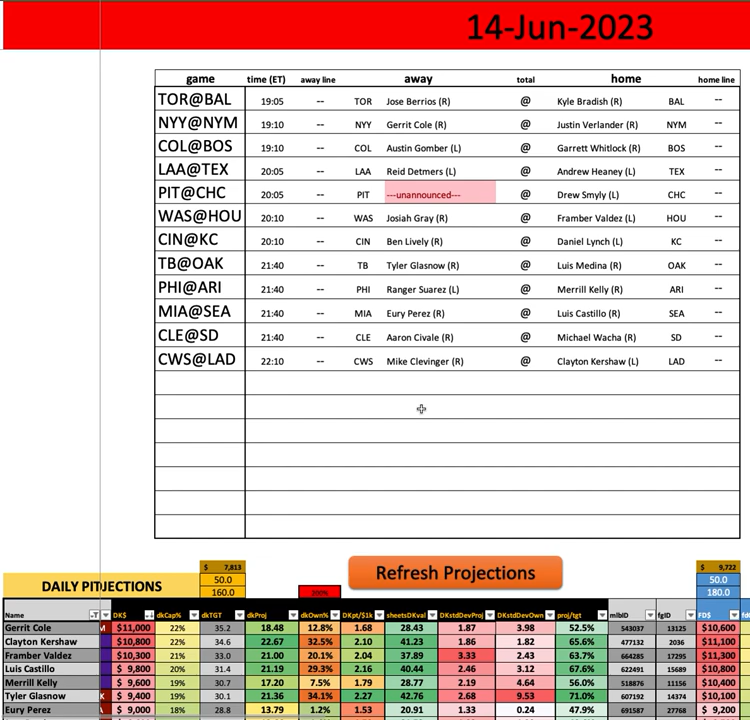 14-Jun-2023
game time (ET) away line away total home home line
TOR@BAL 19:05 -- TOR Jose Berrios (R) @ Kyle Bradish (R) BAL --
NYY@NYM 19:10 -- NYY Gerrit Cole (R) @ Justin Verlander (R) NYM --
COL@BOS 19:10 -- COL Austin Gomber (L) @ Garrett Whitlock (R) BOS --
LAA@TEX 20:05 -- LAA Reid Detmers (L) @ Andrew Heaney (L) TEX --
PIT@CHC 20:05 -- PIT ---unannounced--- @ Drew Smyly (L) CHC --
WAS@HOU 20:10 -- WAS Josiah Gray (R) @ Framber Valdez (L) HOU --
CIN@KC 20:10 -- CIN Ben Lively (R) @ Daniel Lynch (L) KC --
TB@OAK 21:40 -- TB Tyler Glasnow (R) @ Luis Medina (R) OAK --
PHI@ARI 21:40 -- PHI Ranger Suarez (L) @ Merrill Kelly (R) ARI --
MIA@SEA 21:40 -- MIA Eury Perez (R) @ Luis Castillo (R) SEA --
CLE@SD 21:40 -- CLE Aaron Civale (R) @ Michael Wacha (R) SD --
CWS@LAD 22:10 -- CWS Mike Clevinger (R) @ Clayton Kershaw (L) LAD --
$ 7,813 $ 9,722
DAILY PITJECTIONS 50.0 Refresh Projections 50.0
160.0 200% 180.0
Name DK$ dkCap% dkTGT dkProj dkOwn% DKpt/$1k sheetsDKval DKstdDevProj DKstdDevOwn proj/tgt mlbID fgID FD$
Gerrit Cole $11,000 22% 35.2 18.48 12.8% 1.68 28.43 1.87 3.98 52.5% 543037 13125 $10,600
Clayton Kershaw $10,800 22% 34.6 22.67 32.5% 2.10 41.23 1.86 1.82 65.6% 477132 2036 $11,100
Framber Valdez $10,300 21% 33.0 21.00 20.1% 2.04 37.89 3.33 2.43 63.7% 664285 17295 $11,300
Luis Castillo $ 9,800 20% 31.4 21.19 29.3% 2.16 40.44 2.46 3.12 67.6% 622491 15689 $10,800
Merrill Kelly $ 9,600 19% 30.7 17.20 7.5% 1.79 28.77 2.19 4.64 56.0% 518876 11156 $10,400
Tyler Glasnow $ 9,400 19% 30.1 21.36 34.1% 2.27 42.76 2.68 9.53 71.0% 607192 14374 $10,100
Eury Perez $ 9,000 18% 28.8 13.79 1.2% 1.53 20.91 1.33 0.24 47.9% 691587 27768 $ 9,200